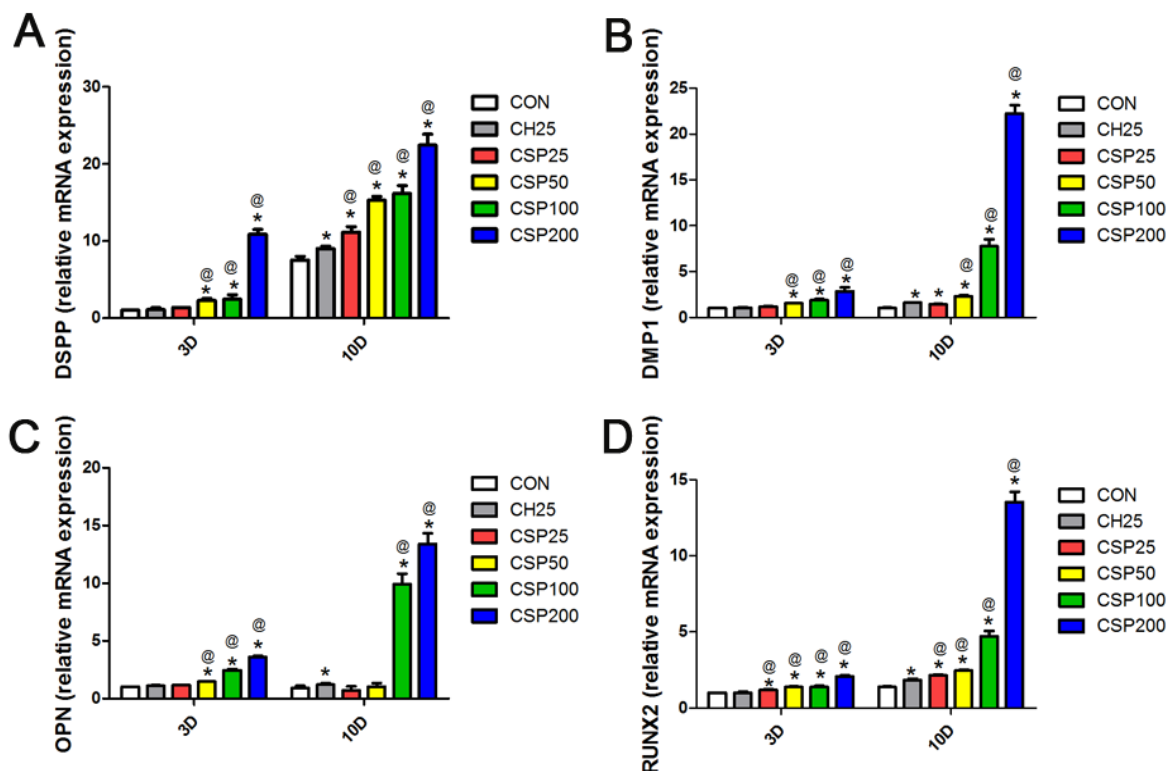 A
DSPP (relative mRNA expression)
30
20
10
0
@
*
@
*
@
*
*
@
*
@
*
@
*
@
*
3D
10D
CON
CH25
CSP25
CSP50
CSP100
CSP200
B
DMP1 (relative mRNA expression)
25
20
15
10
5
0
@
*
@
*
@
*
*
*
@
*
@
*
@
*
3D
10D
CON
CH25
CSP25
CSP50
CSP100
CSP200
C
OPN (relative mRNA expression)
20
15
10
5
0
@
*
@
*
@
*
*
@
*
@
*
3D
10D
CON
CH25
CSP25
CSP50
CSP100
CSP200
D
RUNX2 (relative mRNA expression)
15
10
5
0
@
*
@
*
@
*
@
*
*
@
*
@
*
@
*
@
*
3D
10D
CON
CH25
CSP25
CSP50
CSP100
CSP200